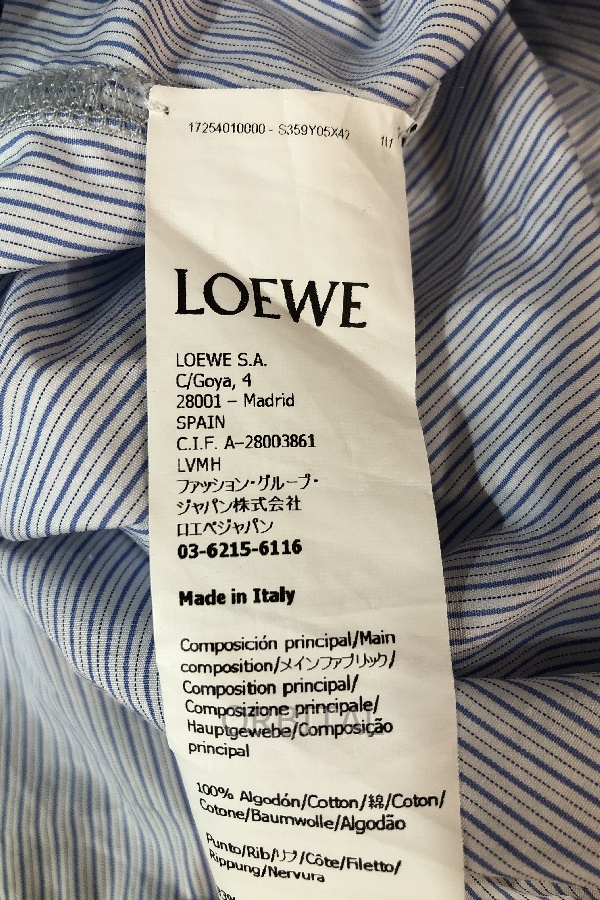 17254010000 - S359Y05X42 1\1
LOEWE
LOEWE S.A.
C/Goya, 4
28001 – Madrid
SPAIN
C.I.F. A-28003861
LVMH
ファッション・グループ・
ジャパン株式会社
ロエベジャパン
03-6215-6116
Made in Italy
Composición principal/Main
composition/メインファブリック/
Composition principal/
Composizione principale/
Hauptgewebe/Composição
principal
ORBITAL
100% Algodón/Cotton/綿/Coton/
Cotone/Baumwolle/Algodão
Punto/Rib/リブ/Côte/Filetto/
Rippung/Nervura